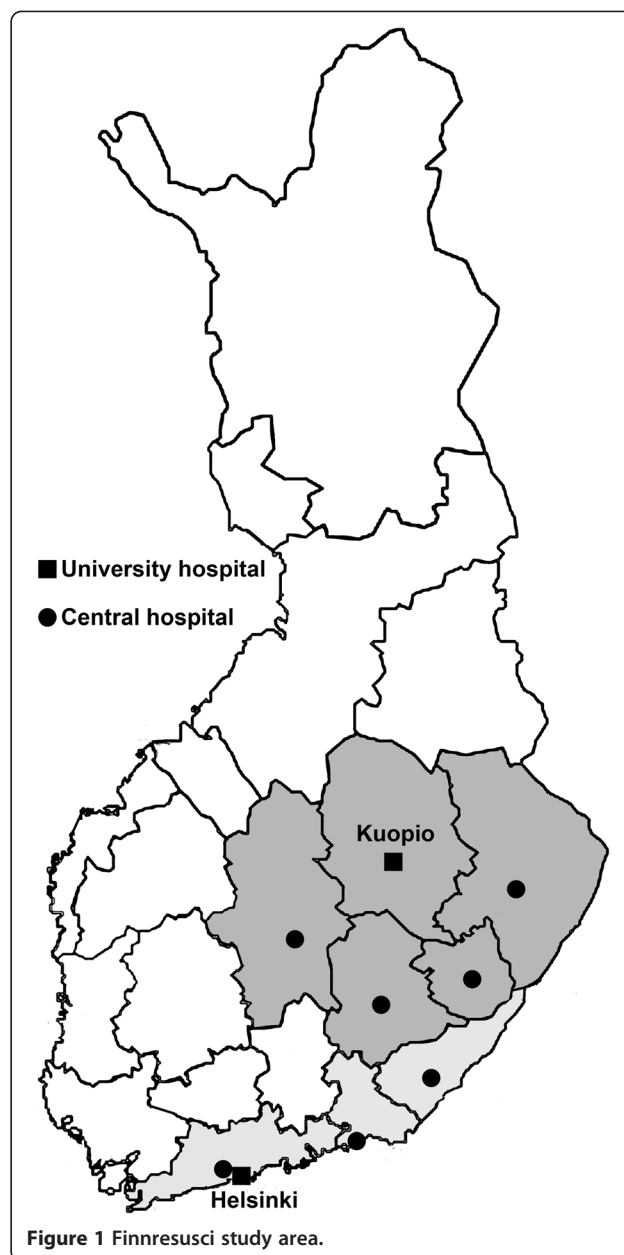 University hospital
Central hospital
Kuopio
Helsinki
Figure 1 Finnresusci study area.